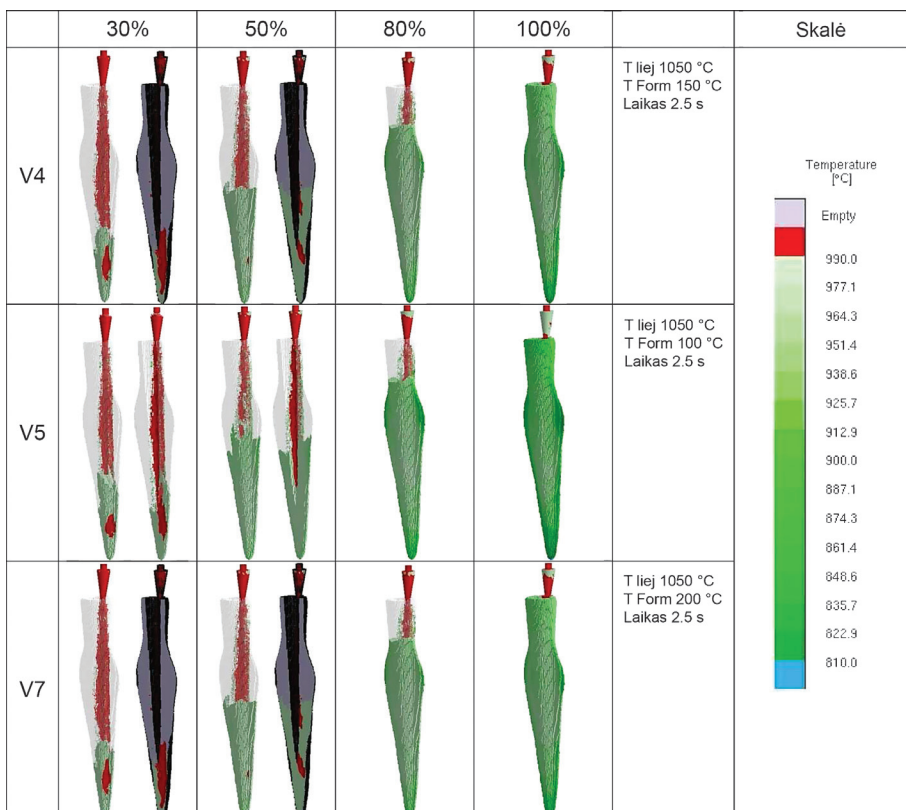 30%
50%
80%
100%
Skalė
V4
T liej 1050 °C
T Form 150 °C
Laikas 2.5 s
V5
T liej 1050 °C
T Form 100 °C
Laikas 2.5 s
V7
T liej 1050 °C
T Form 200 °C
Laikas 2.5 s
Temperature
[°C]
Empty
990.0
977.1
964.3
951.4
938.6
925.7
912.9
900.0
887.1
874.3
861.4
848.6
835.7
822.9
810.0